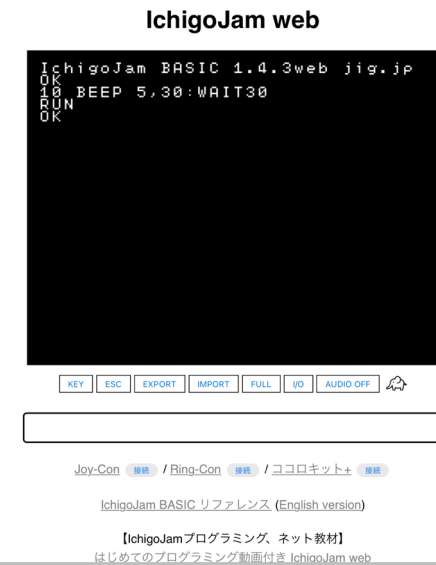 IchigoJam web
IchigoJam BASIC 1.4.3web jig.jp
OK
10 BEEP 5,30:WAIT30
RUN
OK
KEY ESC EXPORT IMPORT FULL I/O AUDIO OFF
Joy-Con 接続 / Ring-Con 接続 / ココロキット+ 接続
IchigoJam BASIC リファレンス (English version)
【IchigoJamプログラミング、ネット教材】
はじめてのプログラミング動画付き IchigoJam web